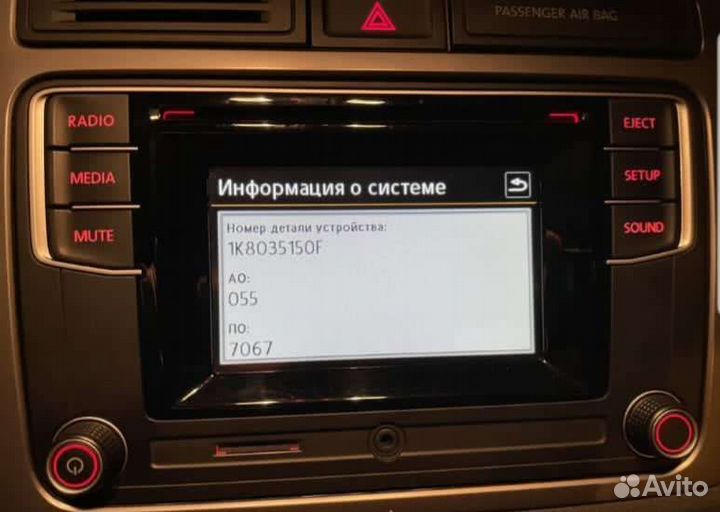 PASSENGER AIR BAG
RADIO
EJECT
MEDIA
SETUP
MUTE
SOUND
Информация о системе
Номер детали устройства:
1K8035150F
АО:
055
ПО:
7067
Avito